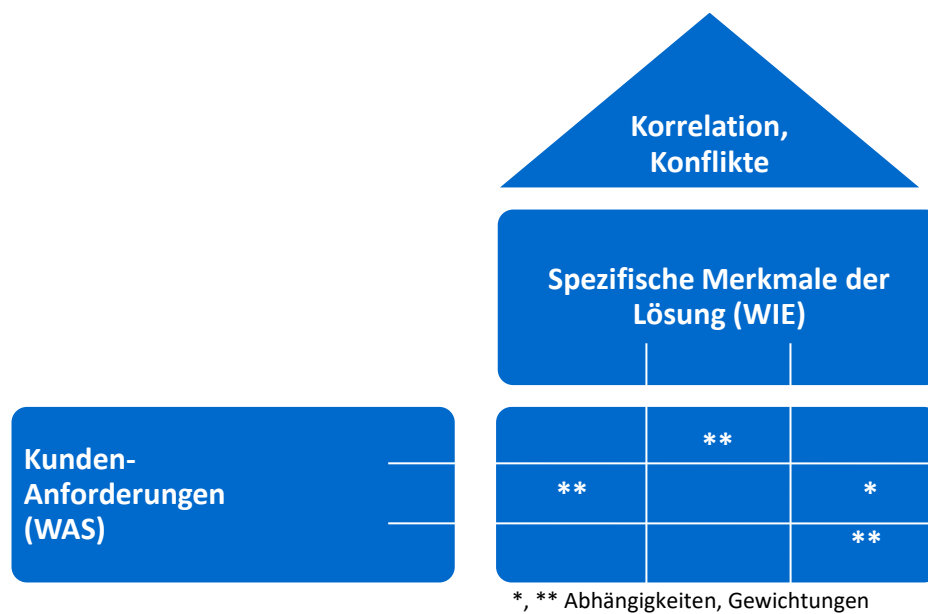 Korrelation,
Konflikte
Spezifische Merkmale der
Lösung (WIE)
Kunden-
Anforderungen
(WAS)
**
** *
**
*, ** Abhängigkeiten, Gewichtungen